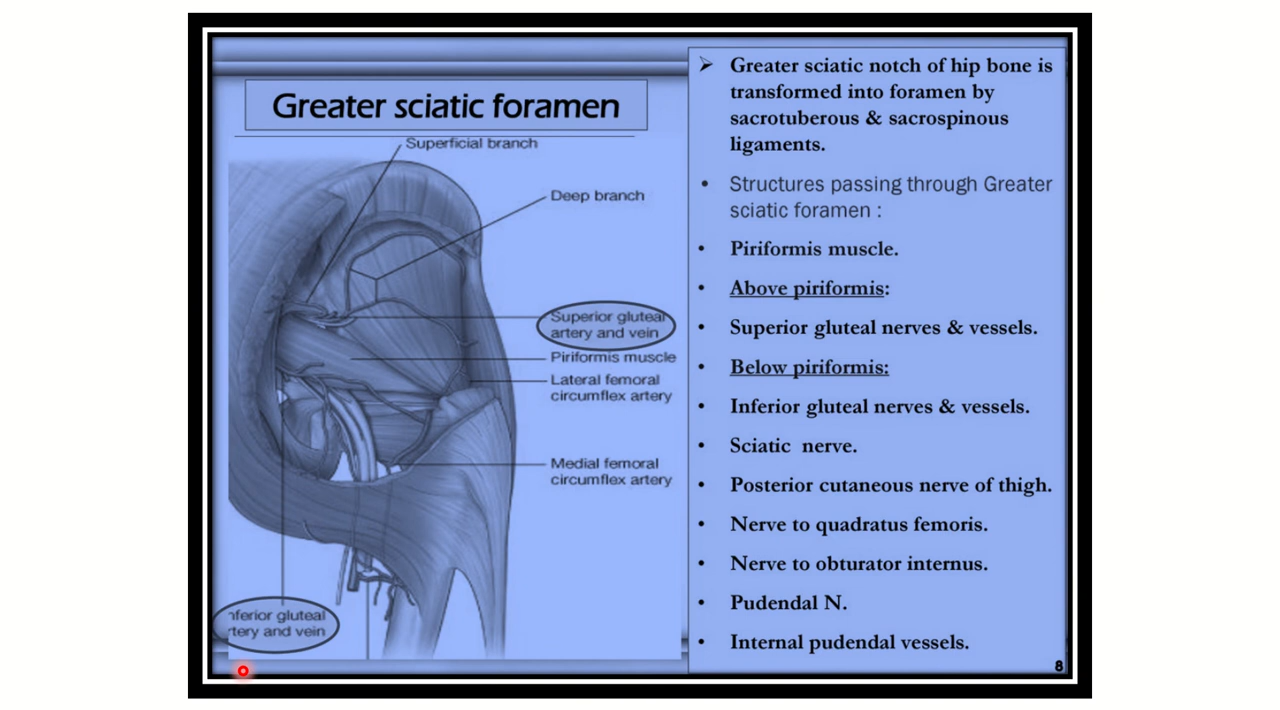 Greater sciatic foramen
Superficial branch
Deep branch
Superior gluteal
artery and vein
Piriformis muscle
Lateral femoral
circumflex artery
Medial femoral
circumflex artery
nferior gluteal
rtery and vein
➢ Greater sciatic notch of hip bone is
transformed into foramen by
sacrotuberous & sacrospinous
ligaments.
• Structures passing through Greater
sciatic foramen :
• Piriformis muscle.
• Above piriformis:
• Superior gluteal nerves & vessels.
• Below piriformis:
• Inferior gluteal nerves & vessels.
• Sciatic nerve.
• Posterior cutaneous nerve of thigh.
• Nerve to quadratus femoris.
• Nerve to obturator internus.
• Pudendal N.
• Internal pudendal vessels.
8